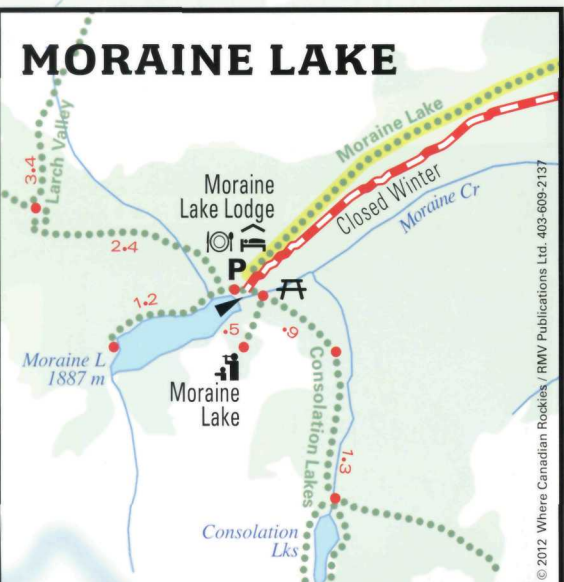 MORAINE LAKE
Larch Valley
3.4
2.4
1.2
Moraine
Lake Lodge
P
Moraine Lake
Closed Winter
Moraine Cr
.5
.9
Moraine L
1887 m
Moraine
Lake
Consolation Lakes
1.3
Consolation
Lks
© 2012 Where Canadian Rockies / RMV Publications Ltd. 403-609-2137